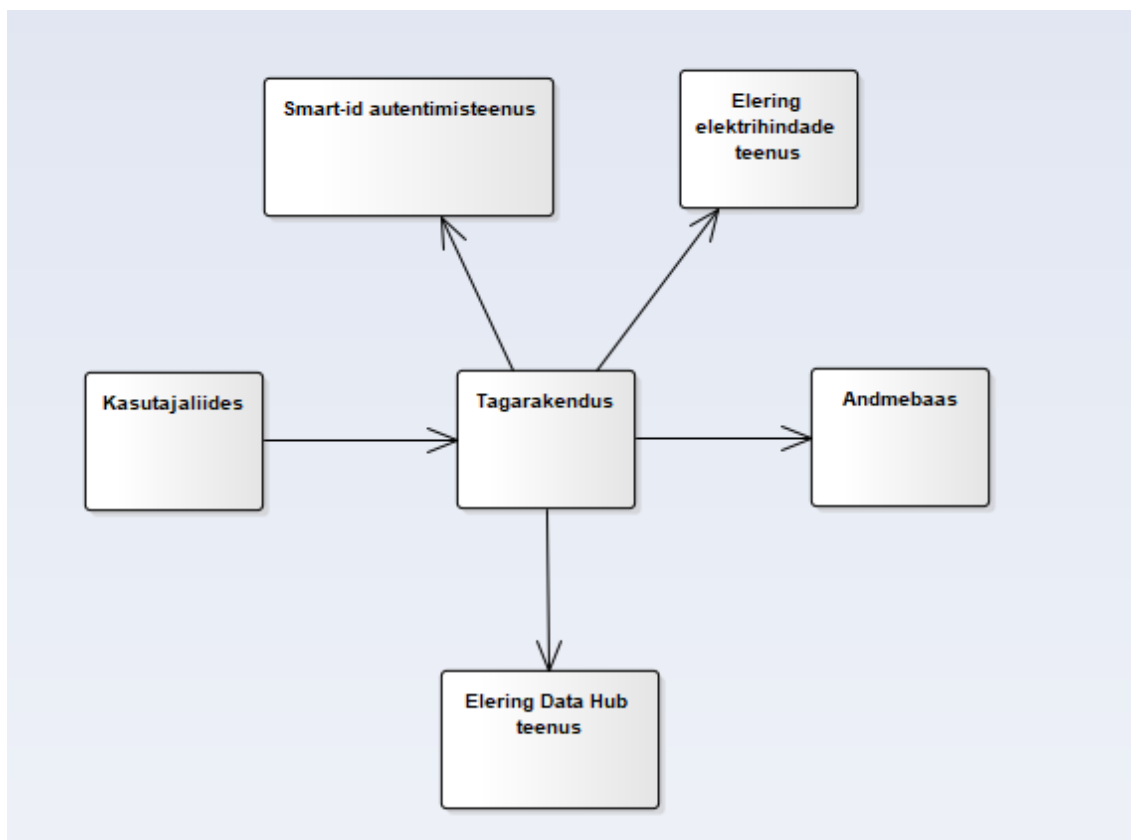 Smart-id autentimisteenus
Elering
elektrihindade
teenus
Kasutajaliides
Tagarakendus
Andmebaas
Elering Data Hub
teenus